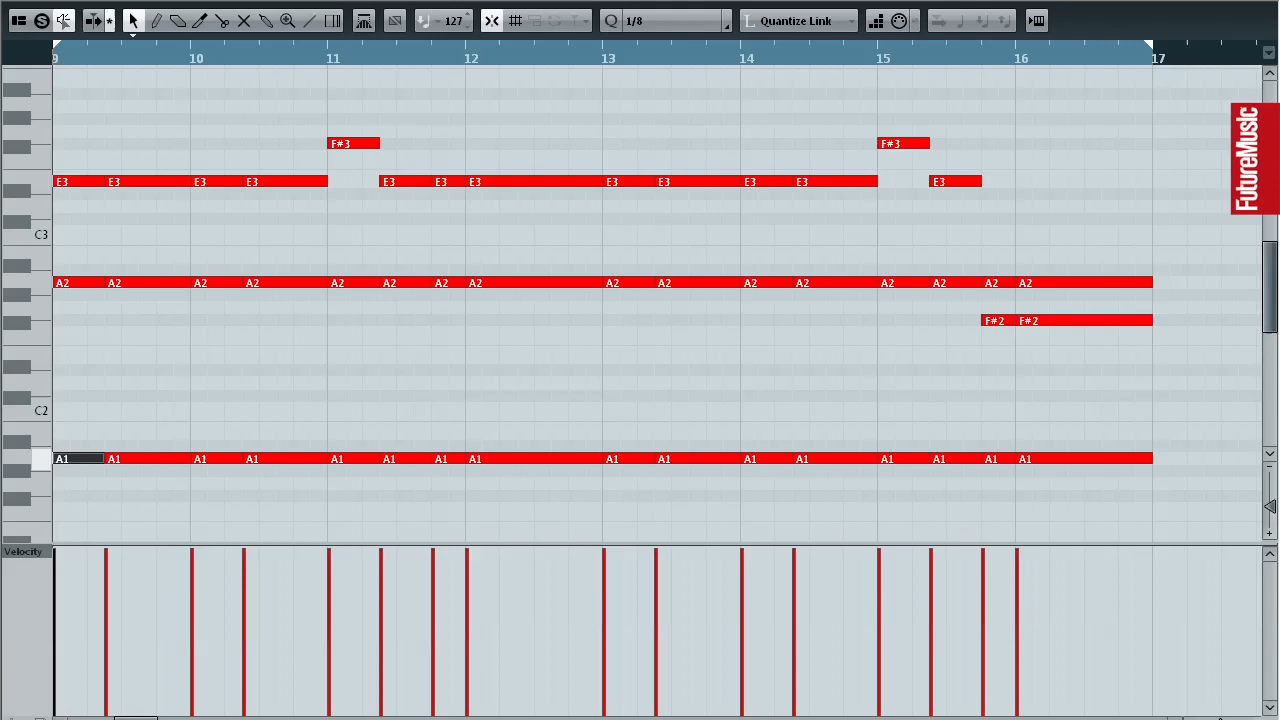 S 127 Q 1/8 L Quantize Link
9 10 11 12 13 14 15 16 17
F#3 F#3
E3 E3 E3 E3 E3 E3 E3 E3 E3 E3 E3 E3
C3
A2 A2 A2 A2 A2 A2 A2 A2 A2 A2 A2 A2 A2 A2 A2 A2
F#2 F#2
C2
A1 A1 A1 A1 A1 A1 A1 A1 A1 A1 A1 A1 A1 A1 A1 A1
Velocity
FutureMusic